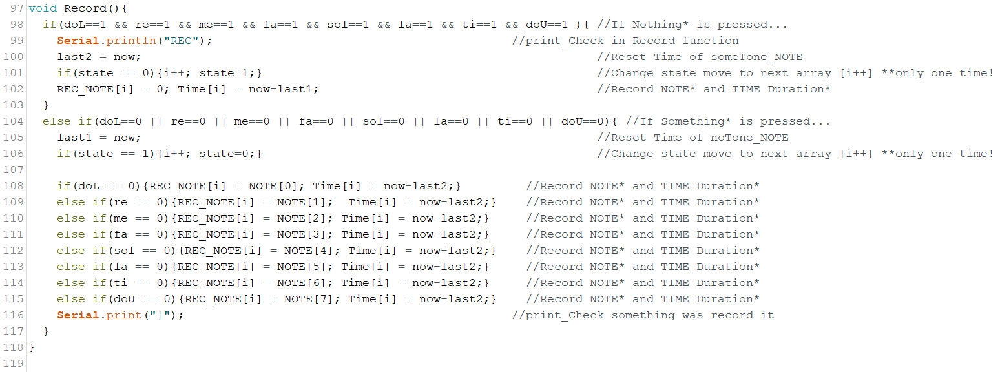 97 void Record(){
98   if(doL==1 && re==1 && me==1 && fa==1 && sol==1 && la==1 && ti==1 && doU==1 ){ //If Nothing* is pressed...
99     Serial.println("REC");                                          //print_Check in Record function
100     last2 = now;                                                                //Reset Time of someTone_NOTE
101     if(state == 0){i++; state=1;}                                               //Change state move to next array [i++] **only one time!
102     REC_NOTE[i] = 0; Time[i] = now-last1;                                       //Record NOTE* and TIME Duration*
103   }
104   else if(doL==0 || re==0 || me==0 || fa==0 || sol==0 || la==0 || ti==0 || doU==0){ //If Something* is pressed...
105     last1 = now;                                                                //Reset Time of noTone_NOTE
106     if(state == 1){i++; state=0;}                                               //Change state move to next array [i++] **only one time!
107
108     if(doL == 0){REC_NOTE[i] = NOTE[0]; Time[i] = now-last2;}         //Record NOTE* and TIME Duration*
109     else if(re == 0){REC_NOTE[i] = NOTE[1];  Time[i] = now-last2;}    //Record NOTE* and TIME Duration*
110     else if(me == 0){REC_NOTE[i] = NOTE[2]; Time[i] = now-last2;}     //Record NOTE* and TIME Duration*
111     else if(fa == 0){REC_NOTE[i] = NOTE[3]; Time[i] = now-last2;}     //Record NOTE* and TIME Duration*
112     else if(sol == 0){REC_NOTE[i] = NOTE[4]; Time[i] = now-last2;}    //Record NOTE* and TIME Duration*
113     else if(la == 0){REC_NOTE[i] = NOTE[5]; Time[i] = now-last2;}     //Record NOTE* and TIME Duration*
114     else if(ti == 0){REC_NOTE[i] = NOTE[6]; Time[i] = now-last2;}     //Record NOTE* and TIME Duration*
115     else if(doU == 0){REC_NOTE[i] = NOTE[7]; Time[i] = now-last2;}    //Record NOTE* and TIME Duration*
116     Serial.print("|");                                              //print_Check something was record it
117   }
118 }
119